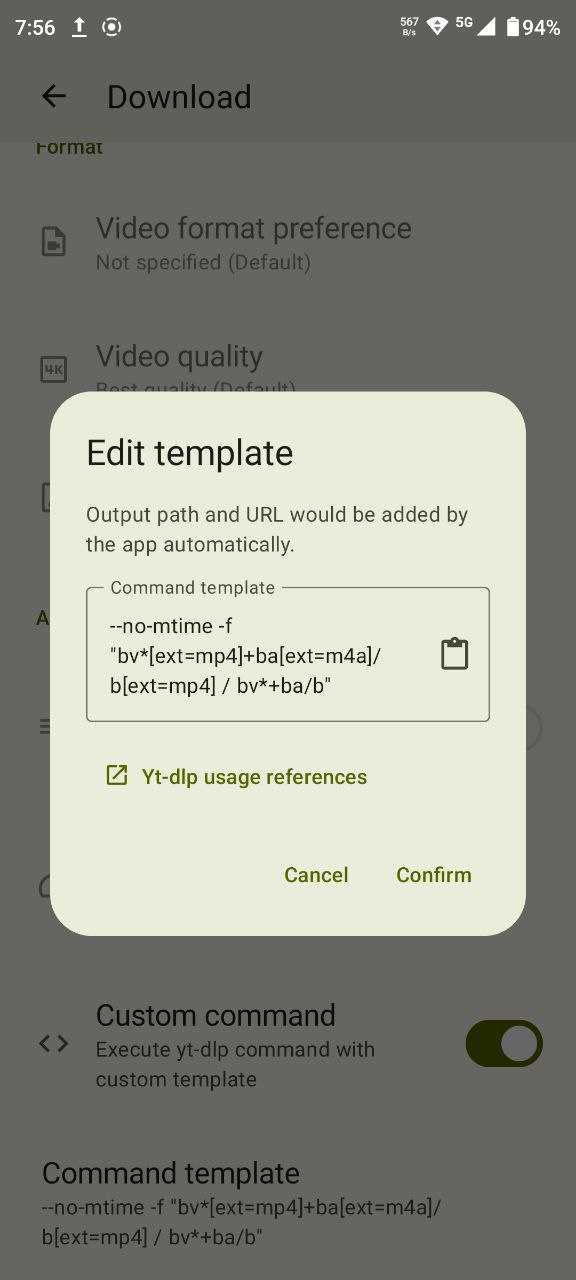 7:56
567 B/s 5G 94%
Download
Format
Video format preference
Not specified (Default)
4K
Video quality
Best quality (Default)
Edit template
Output path and URL would be added by
the app automatically.
Command template
--no-mtime -f
"bv*[ext=mp4]+ba[ext=m4a]/
b[ext=mp4] / bv*+ba/b"
Yt-dlp usage references
Cancel Confirm
Custom command
Execute yt-dlp command with
custom template
Command template
--no-mtime -f "bv*[ext=mp4]+ba[ext=m4a]/
b[ext=mp4] / bv*+ba/b"